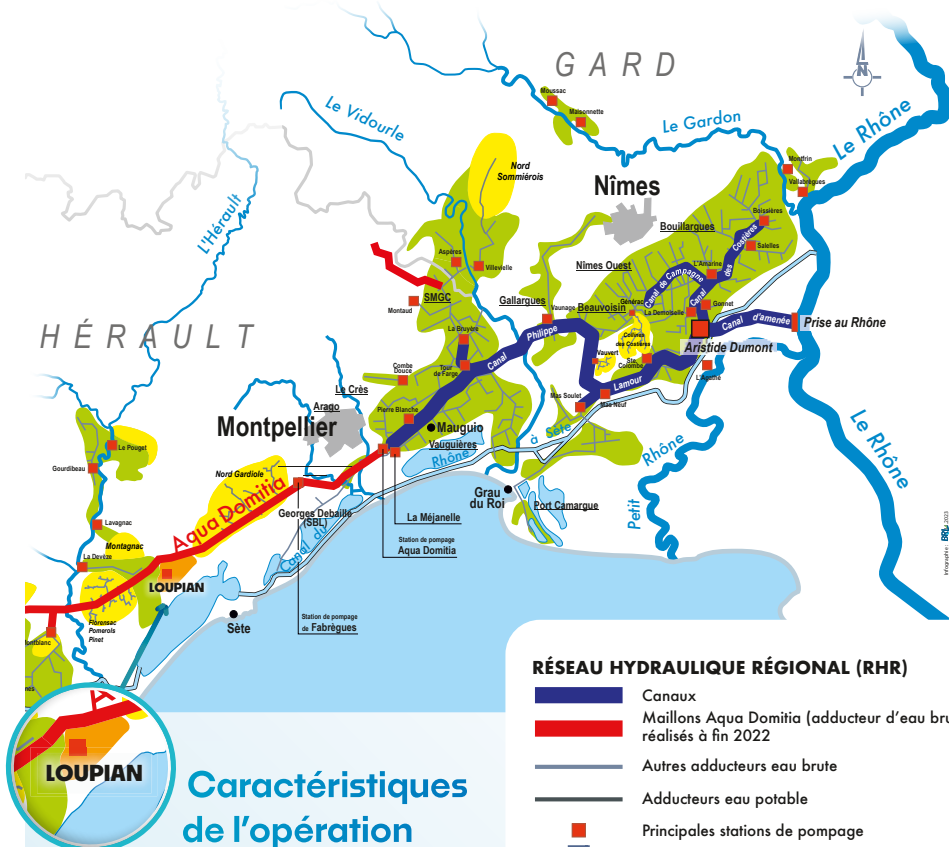 GARD
Moussac
Maisonnette
Le Vidourle
Le Gardon
Le Rhône
Nord
Sommiérois
Montfrin
Vallabrègues
Nîmes
L'Hérault
Bouillargues
Boissières
Costières
Salelles
Aspères
Villevielle
Nîmes Ouest
L'Amarine
des
Canal de Campagne
Canal
SMGC
Montaud
Gallargues
Vaunage
Beauvoisin
Générac
La Demoiselle
Gonnet
Canal
d'amenée
Prise au Rhône
HÉRAULT
La Bruyère
Philippe
Canal
Costières
Aristide Dumont
Combe
Douce
Tour
de Farge
Vauvert
Ste
Colombe
Lamour
Le Crès
Mas Soulet
Mas Neuf
Arago
Pierre Blanche
Montpellier
Mauguio
Vauguières
à Sète
Rhône
Rhône
Petit
Le Rhône
Le Pouget
Gourdibeau
Nord Gardiole
Aqua Domitia
Georges Debaille
(SBL)
Canal du
La Méjanelle
Grau
du Roi
Port Camargue
Lavagnac
Montagnac
La Devèze
Station de pompage
Aqua Domitia
LOUPIAN
Florensac
Pomerols
Pinet
Sète
Station de pompage
de Fabrègues
LOUPIAN
Caractéristiques
de l'opération
RÉSEAU HYDRAULIQUE RÉGIONAL (RHR)
Canaux
Maillons Aqua Domitia (adducteur d'eau bru
réalisés à fin 2022
Autres adducteurs eau brute
Adducteurs eau potable
Principales stations de pompage